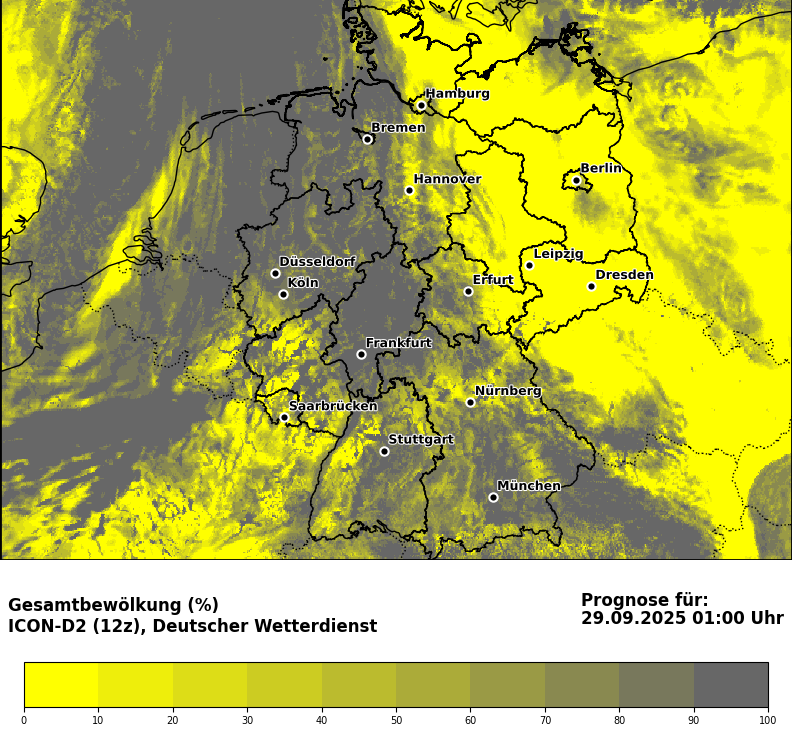 Hamburg
Bremen
Berlin
Hannover
Leipzig
Düsseldorf
Dresden
Köln
Erfurt
Frankfurt
Nürnberg
Saarbrücken
Stuttgart
München
Gesamtbewölkung (%)
ICON-D2 (12z), Deutscher Wetterdienst
Prognose für:
29.09.2025 01:00 Uhr
0 10 20 30 40 50 60 70 80 90 100